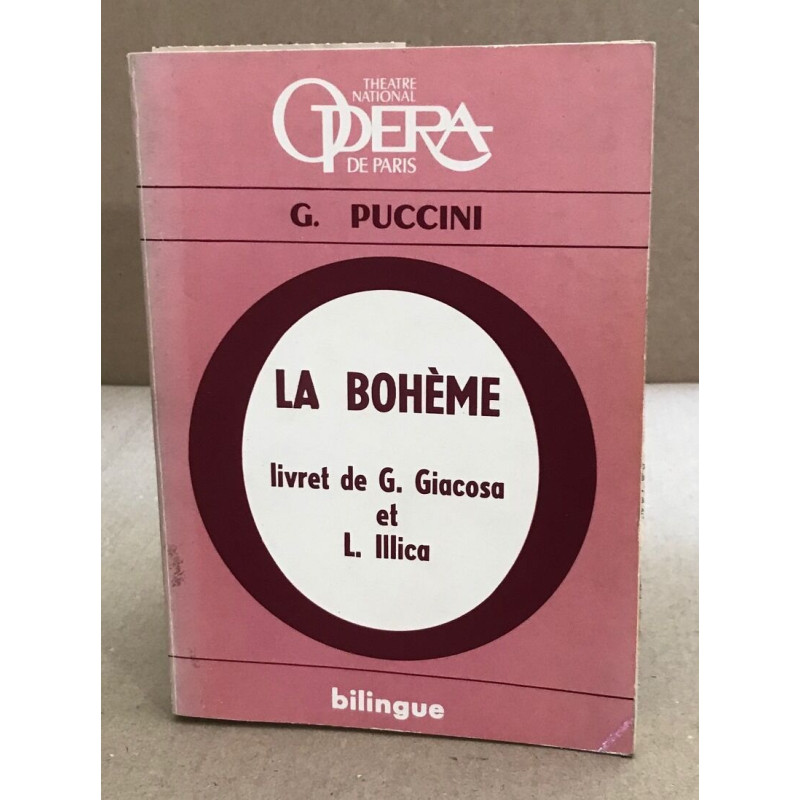 THEATRE
NATIONAL
OPERA
DE PARIS
G. PUCCINI
LA BOHÈME
livret de G. Giacosa
et
L. Illica
bilingue